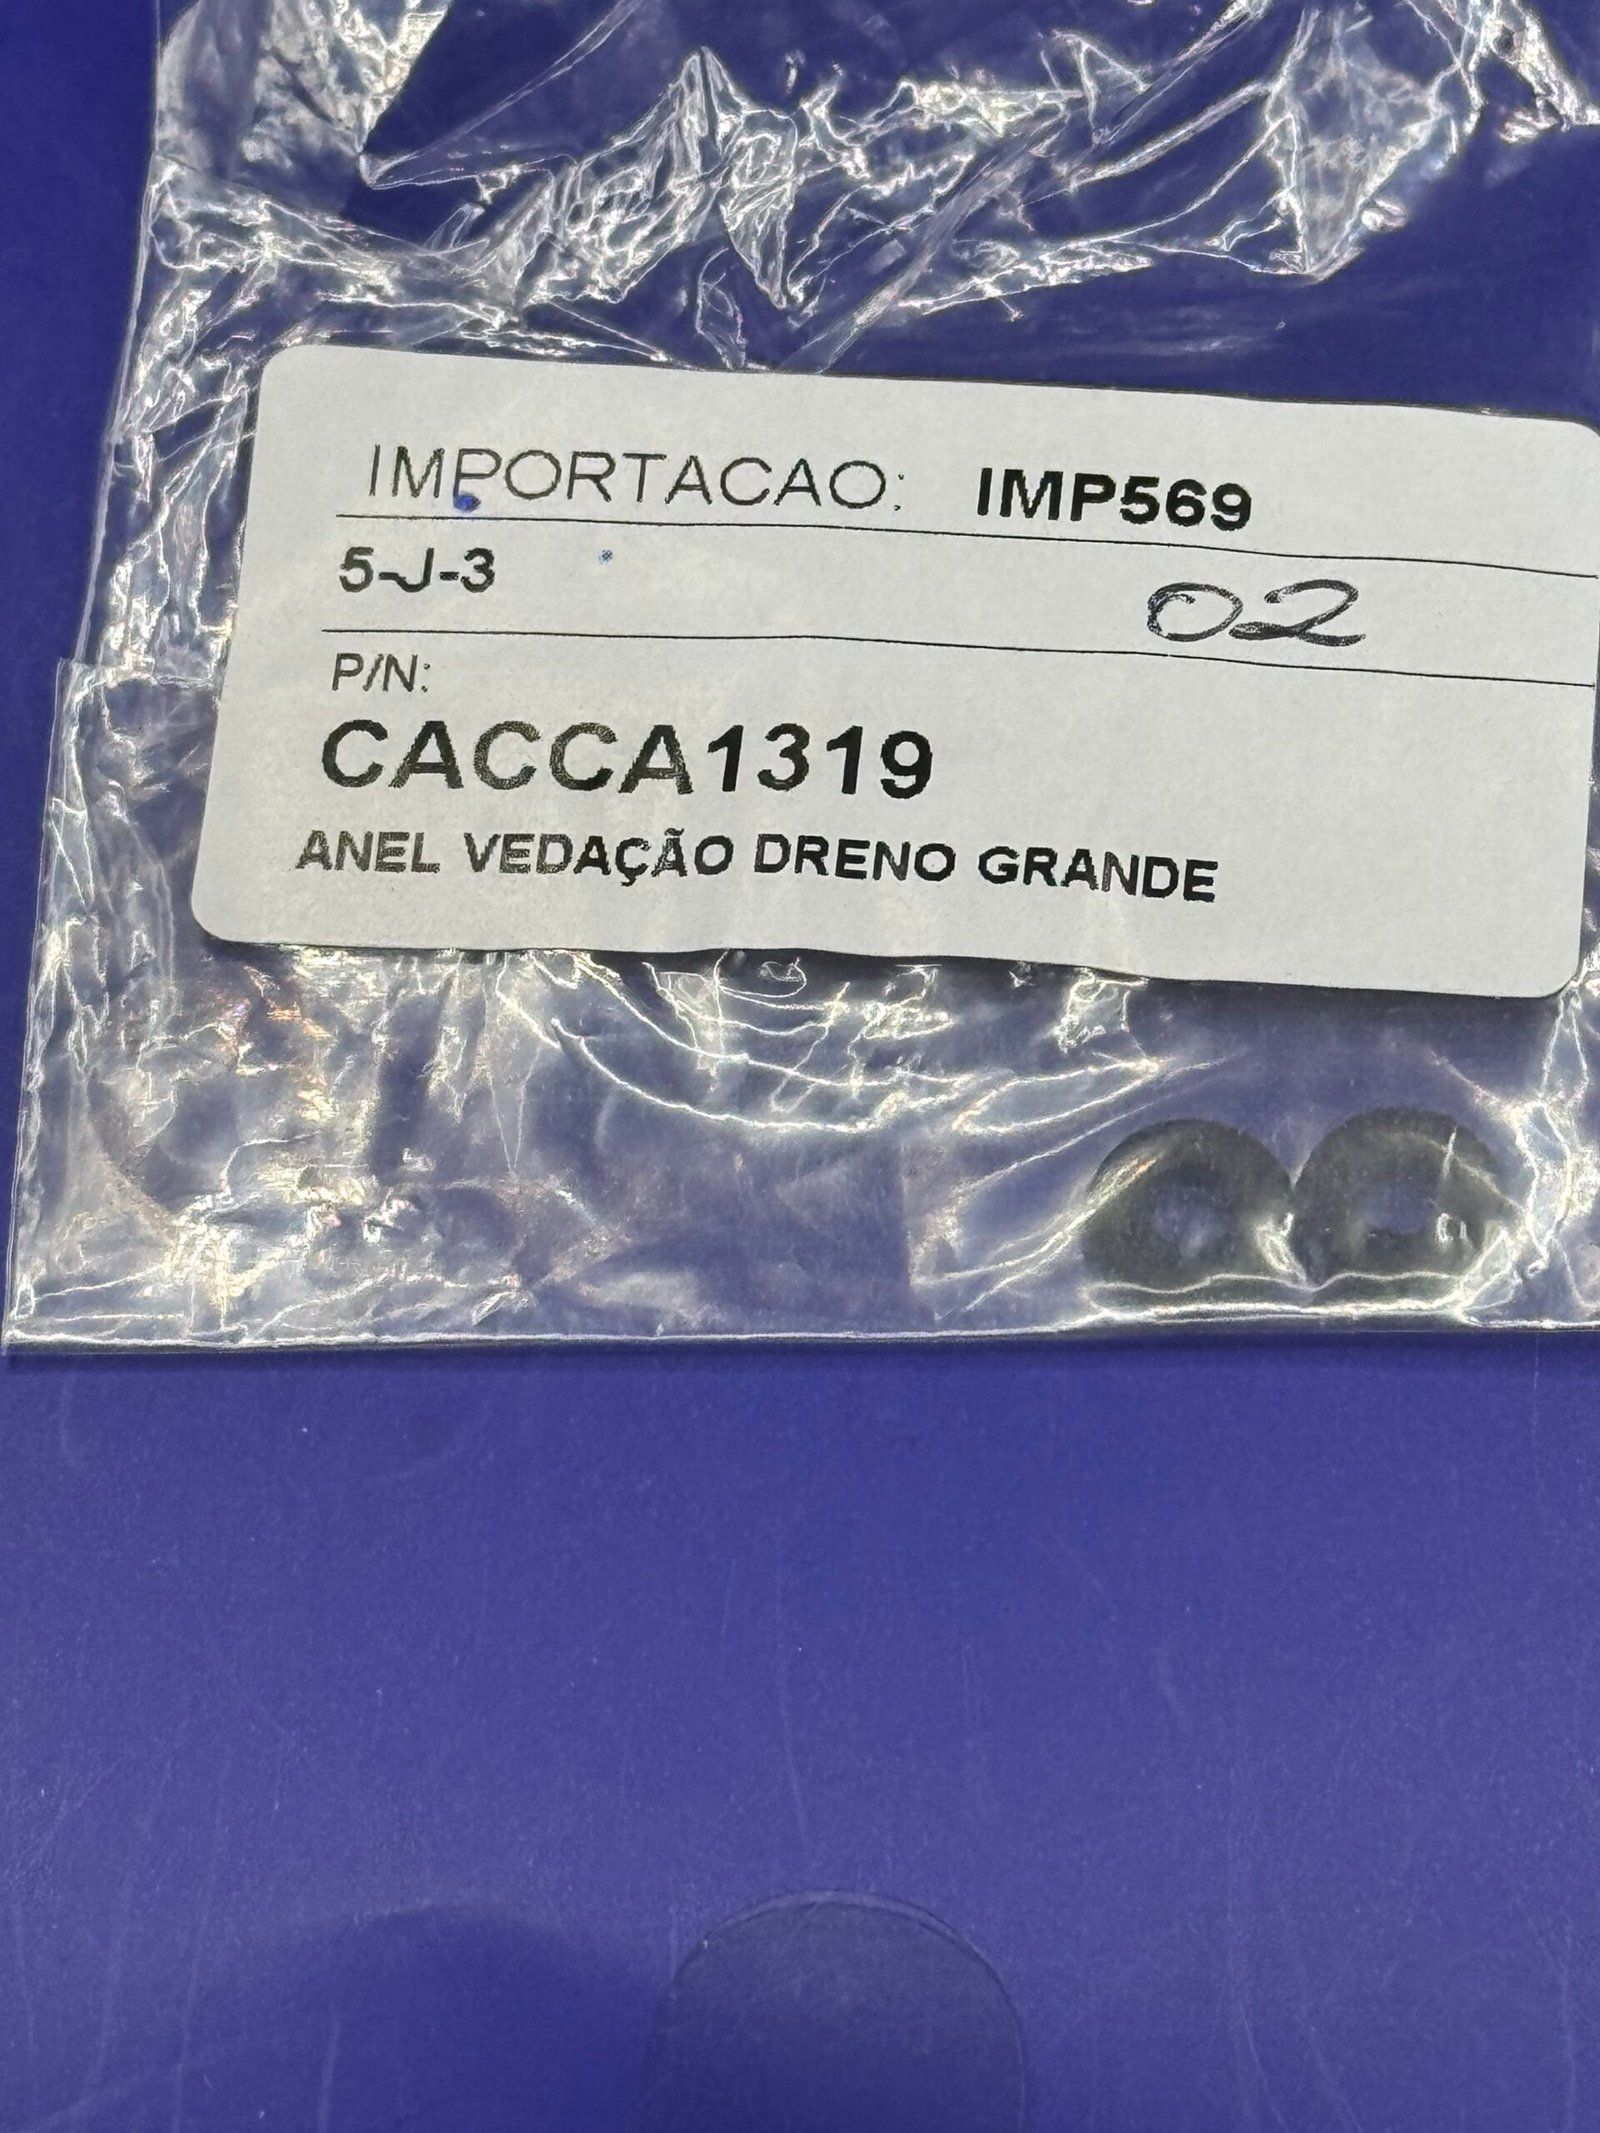 IMPORTACAO: IMP569
5-J-3 02
P/N:
CACCA1319
ANEL VEDAÇÃO DRENO GRANDE